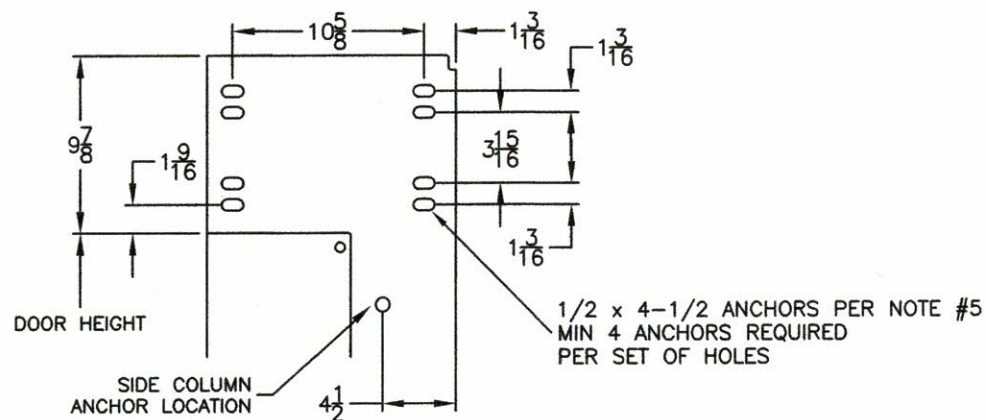 10 5/8
1 3/16
1 3/16
9 7/8
1 9/16
3 15/16
1 3/16
DOOR HEIGHT
1/2 x 4-1/2 ANCHORS PER NOTE #5
MIN 4 ANCHORS REQUIRED
PER SET OF HOLES
SIDE COLUMN
ANCHOR LOCATION
4 1/2